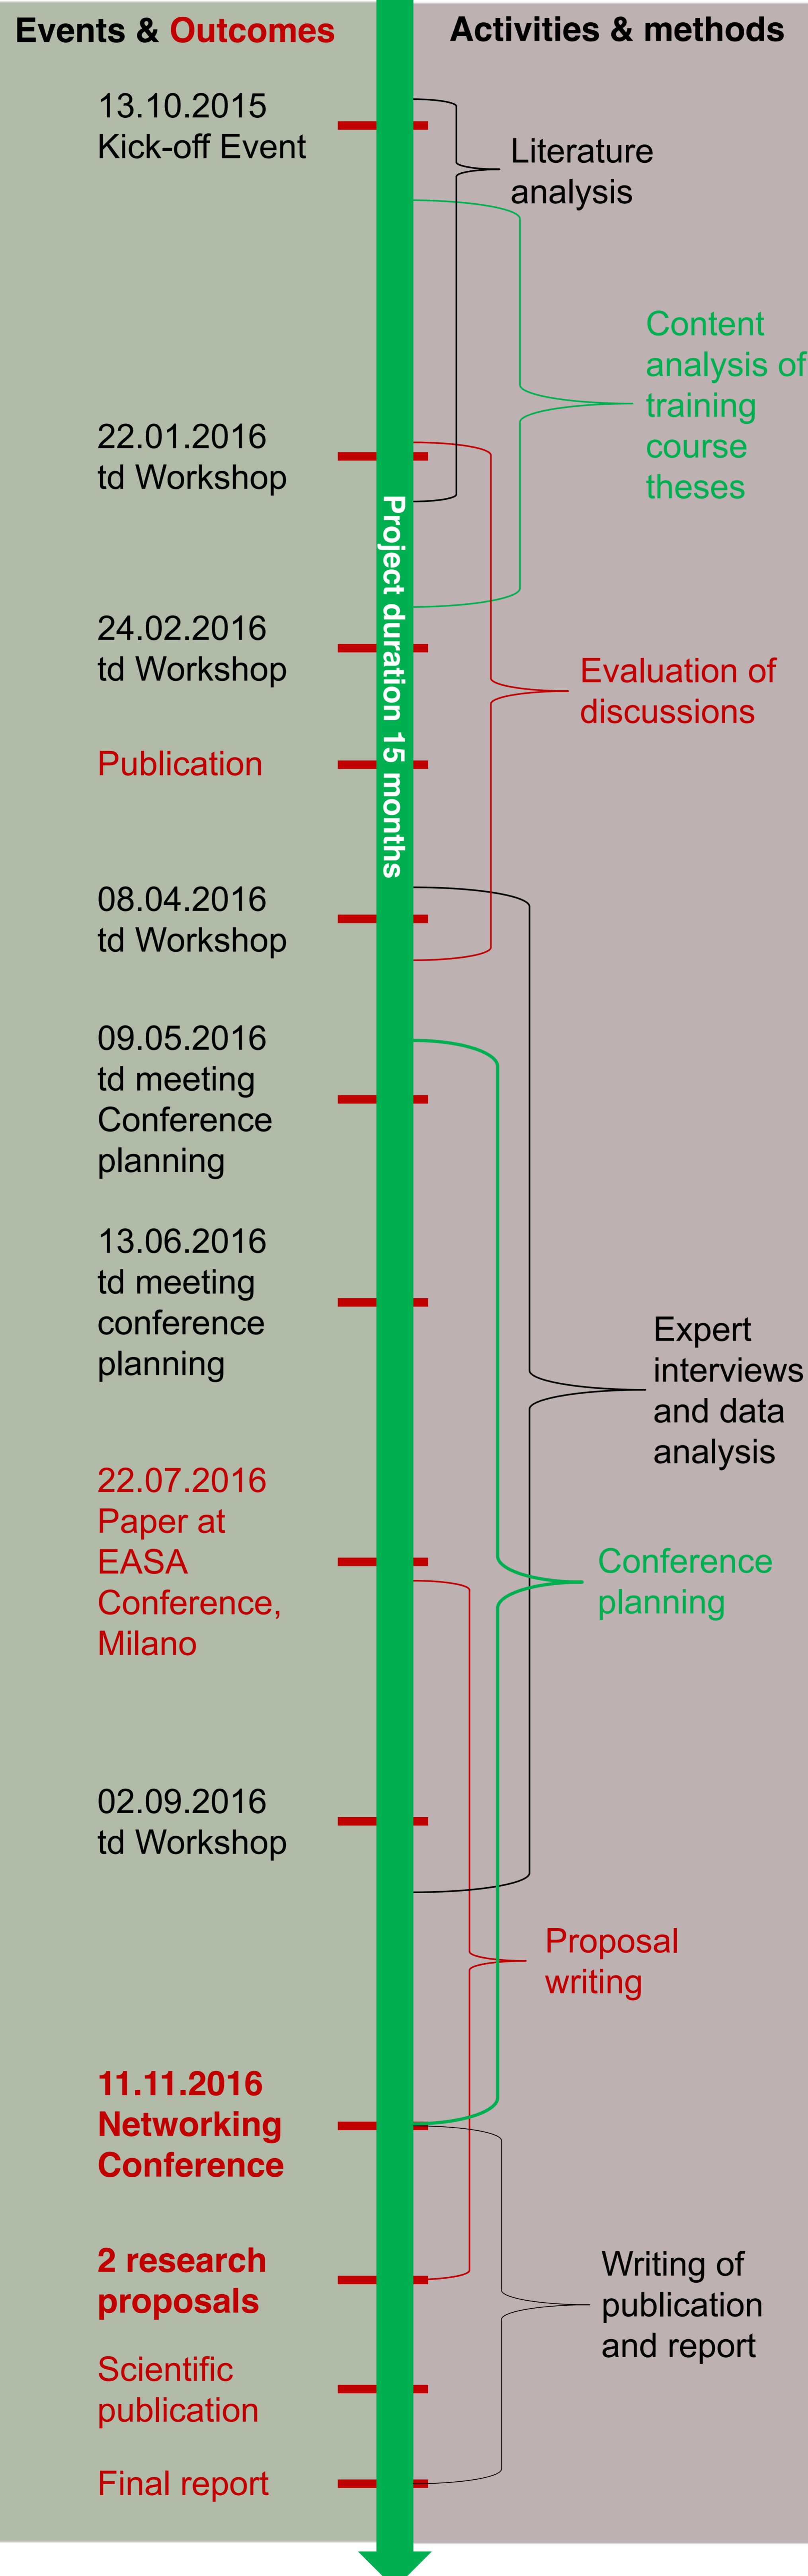 Events & Outcomes
Activities & methods
13.10.2015
Kick-off Event
Literature
analysis
Content
analysis of
training
course
theses
22.01.2016
td Workshop
Project duration 15 months
24.02.2016
td Workshop
Evaluation of
discussions
Publication
08.04.2016
td Workshop
09.05.2016
td meeting
Conference
planning
13.06.2016
td meeting
conference
planning
Expert
interviews
and data
analysis
22.07.2016
Paper at
EASA
Conference,
Milano
Conference
planning
02.09.2016
td Workshop
Proposal
writing
11.11.2016
Networking
Conference
2 research
proposals
Writing of
publication
and report
Scientific
publication
Final report